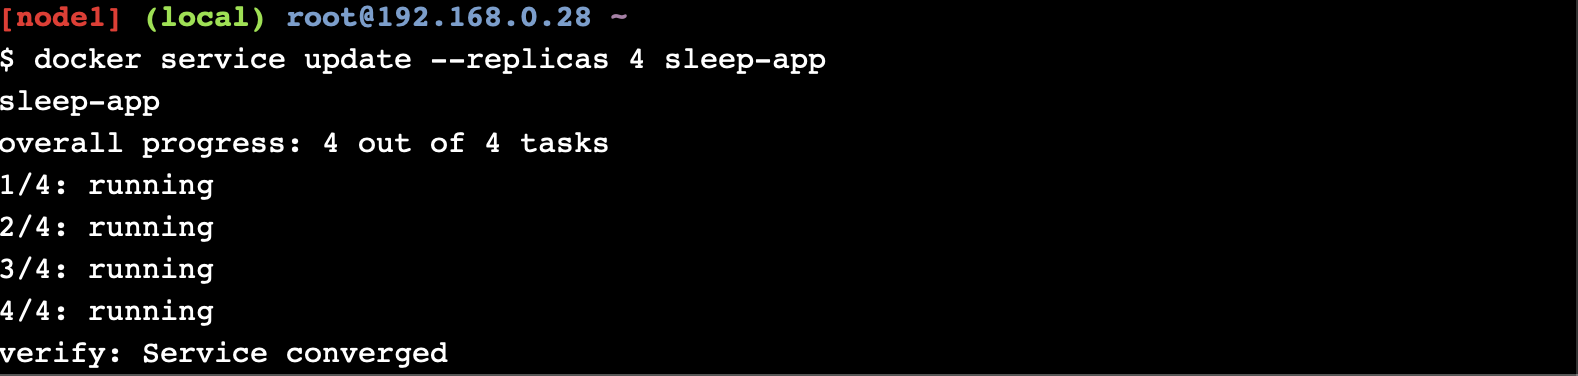 [node1] (local) root@192.168.0.28 ~
$ docker service update --replicas 4 sleep-app
sleep-app
overall progress: 4 out of 4 tasks
1/4: running
2/4: running
3/4: running
4/4: running
verify: Service converged